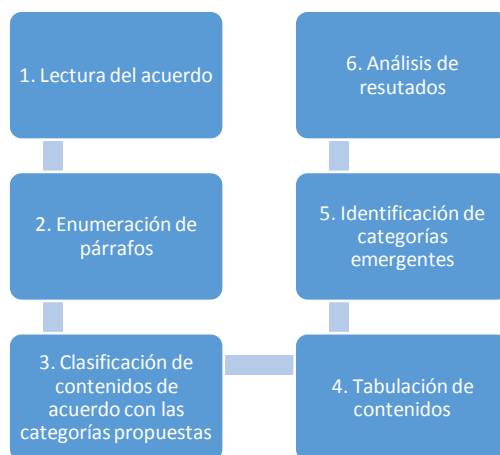 1. Lectura del acuerdo
2. Enumeración de
párrafos
3. Clasificación de
contenidos de
acuerdo con las
categorías propuestas
4. Tabulación de
contenidos
5. Identificación de
categorías
emergentes
6. Análisis de
resutados